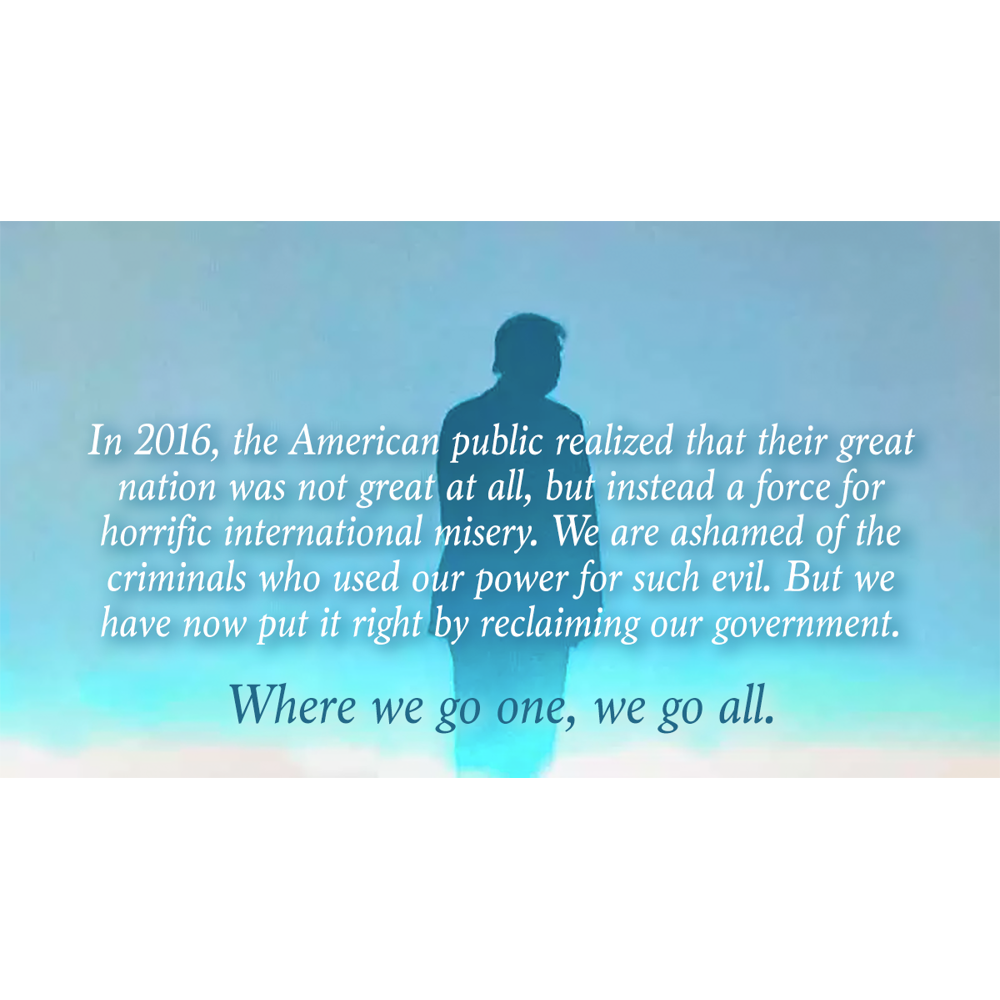 In 2016, the American public realized that their great
nation was not great at all, but instead a force for
horrific international misery. We are ashamed of the
criminals who used our power for such evil. But we
have now put it right by reclaiming our government.
Where we go one, we go all.